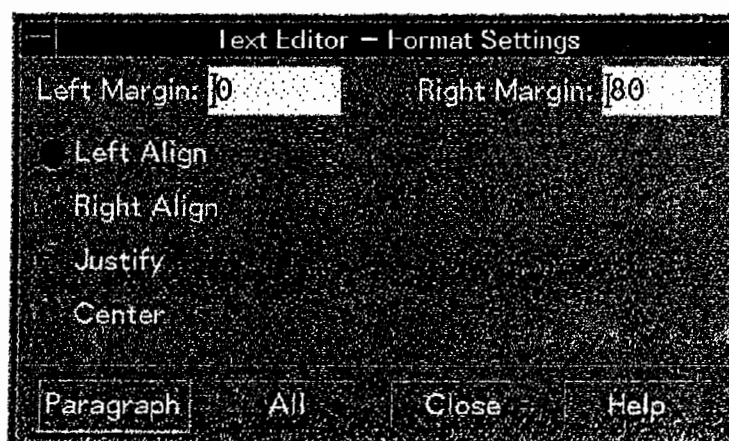 Text Editor – Format Settings
Left Margin: 0 Right Margin: 80
Left Align
Right Align
Justify
Center
Paragraph All Close Help